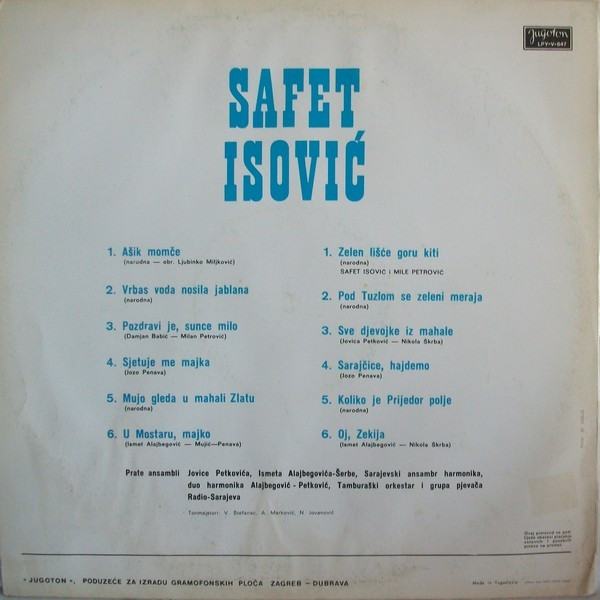 Jugoton
LPY-V-847
SAFET
ISOVIĆ
1. Ašik momče
(narodna — obr. Ljubinko Miljković)
2. Vrbas voda nosila jablana
(narodna)
3. Pozdravi je, sunce milo
(Damjan Babić — Milan Petrović)
4. Sjetuje me majka
(Jozo Penava)
5. Mujo gleda u mahali Zlatu
(narodna)
6. U Mostaru, majko
(Ismet Alajbegović — Mujić—Penava)
1. Zelen lišće goru kiti
(narodna)
SAFET ISOVIĆ i MILE PETROVIĆ
2. Pod Tuzlom se zeleni meraja
(narodna)
3. Sve djevojke iz mahale
(Jovica Petković — Nikola Škrba)
4. Sarajčice, hajdemo
(Jozo Penava)
5. Koliko je Prijedor polje
(narodna)
6. Oj, Zekija
(Ismet Alajbegović — Nikola Škrba)
Prate ansambli Jovice Petkovića, Ismeta Alajbegovića-Šerbe, Sarajevski ansambr harmonika,
duo harmonika Alajbegović - Petković, Tamburaški orkestar i grupa pjevača
Radio-Sarajeva
Tonmajstori: V. Štefanec, A. Marković, N. Jovanović
»JUGOTON«, PODUZEĆE ZA IZRADU GRAMOFONSKIH PLOČA ZAGREB – DUBRAVA
Made in Yugoslavia